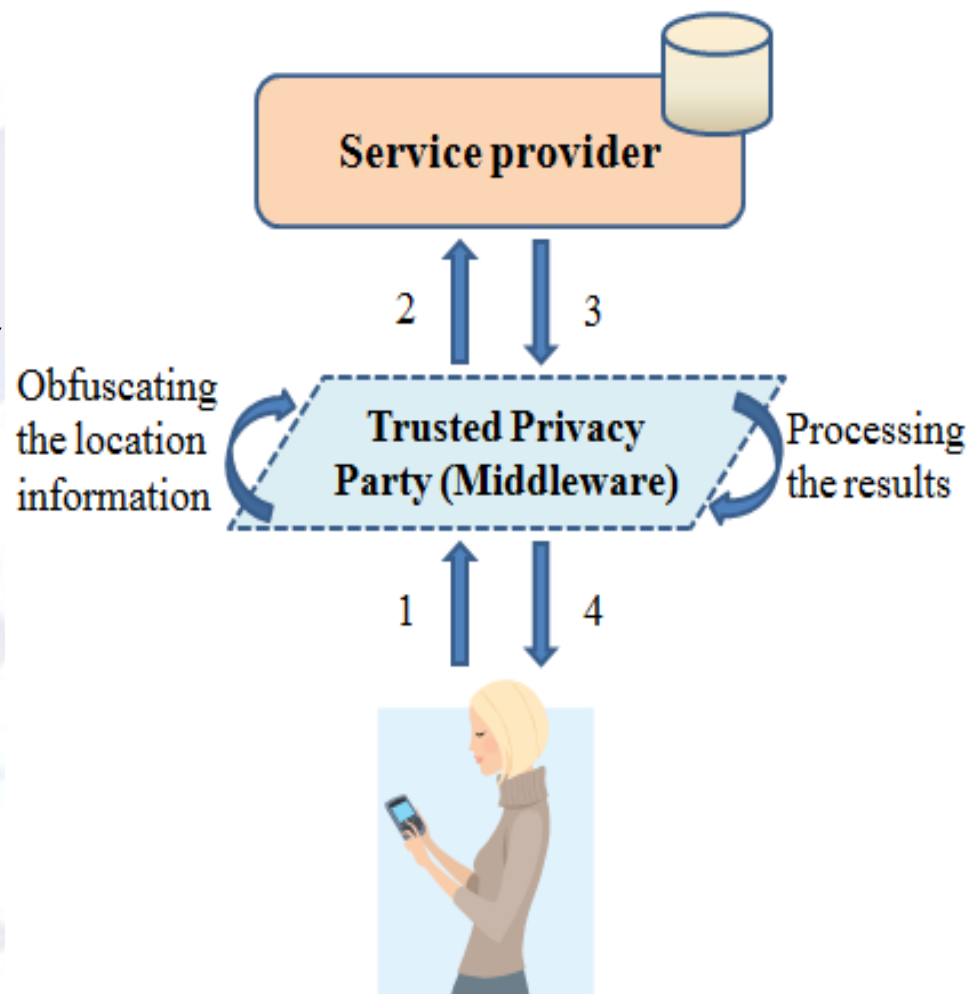 Service provider
2
3
Obfuscating
the location
information
Trusted Privacy
Party (Middleware)
Processing
the results
1
4